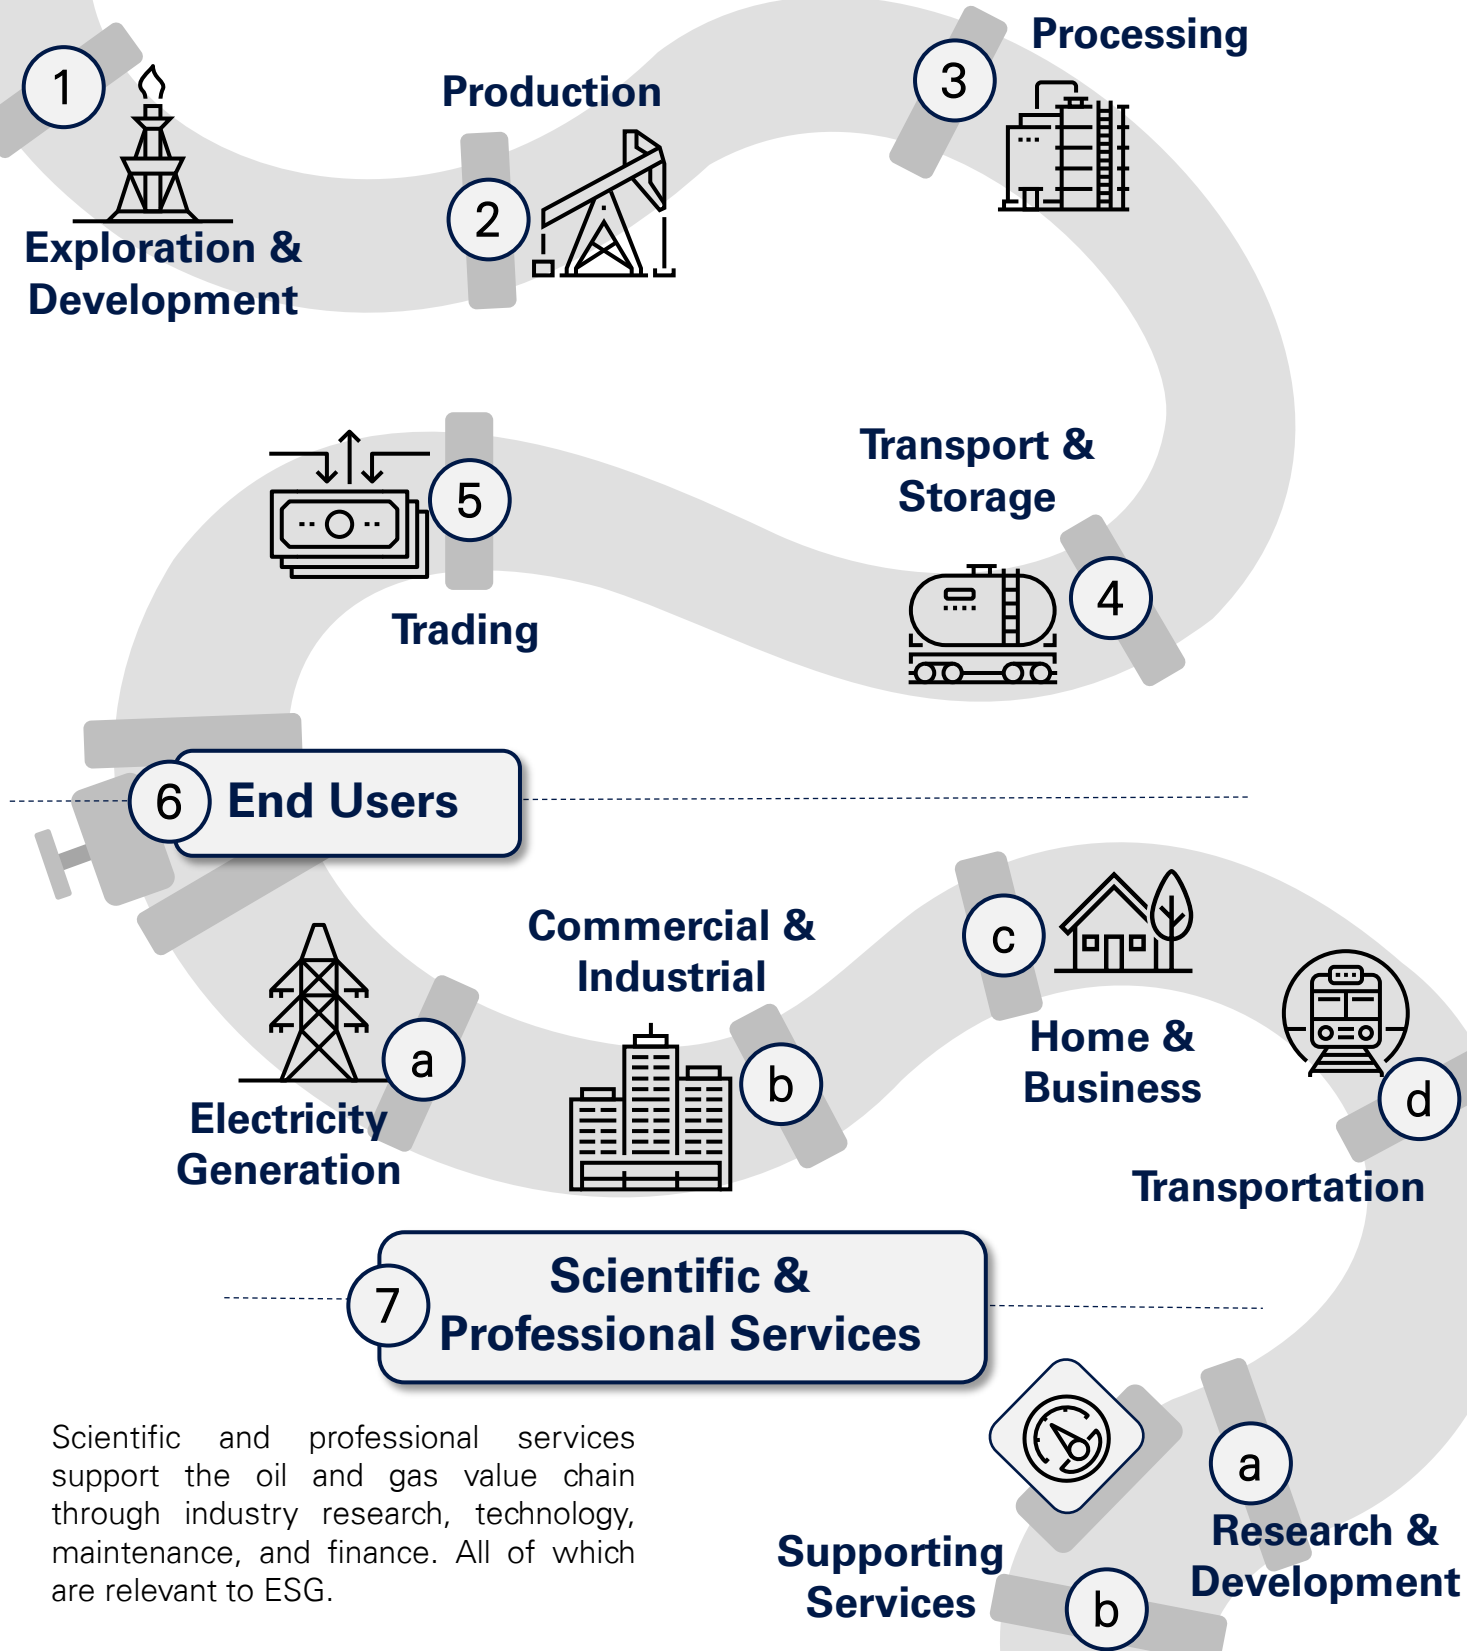 1
Exploration &
Development
Production
2
3
Processing
Transport &
Storage
4
5
Trading
6
End Users
Electricity
Generation
a
Commercial &
Industrial
b
c
Home &
Business
d
Transportation
7
Scientific &
Professional Services
Scientific and professional services
support the oil and gas value chain
through industry research, technology,
maintenance, and finance. All of which
are relevant to ESG.
a
Research &
Development
Supporting
Services
b